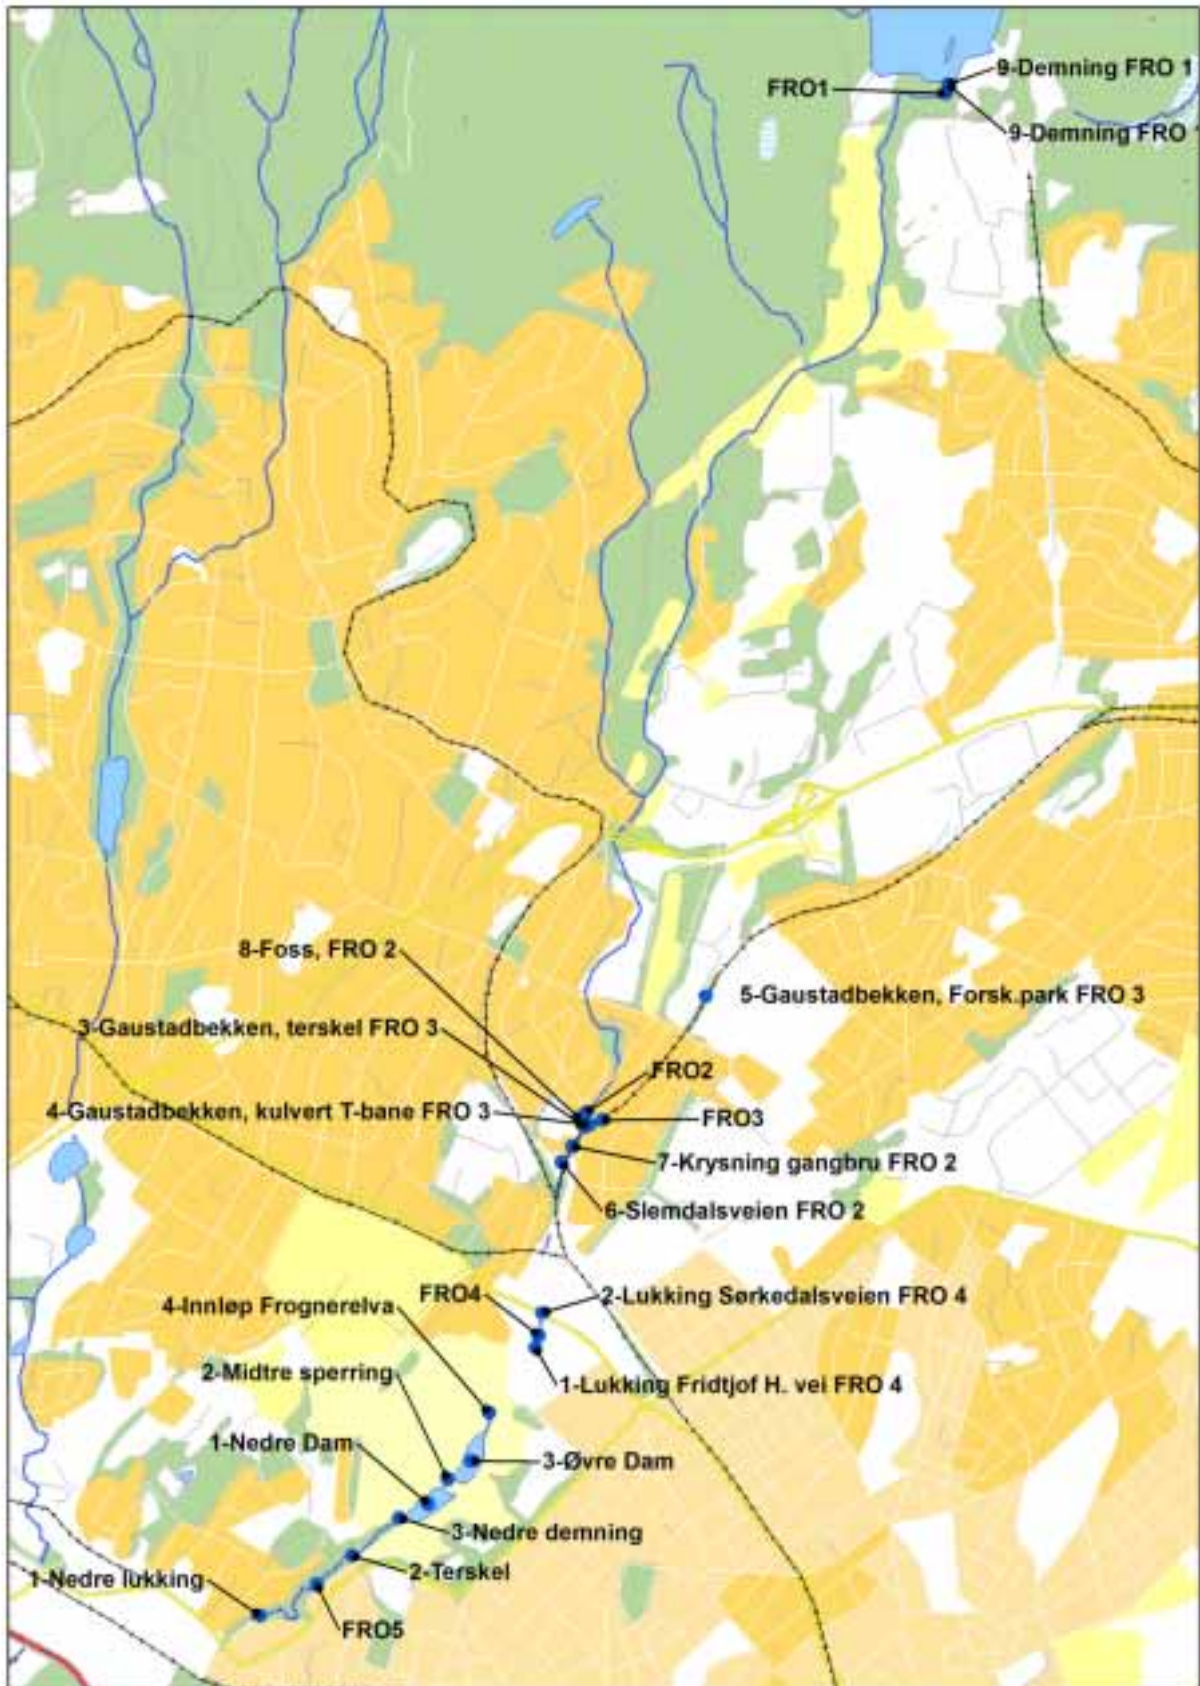 9-Demning FRO 1
FRO1
9-Demning FRO
8-Foss, FRO 2
5-Gaustadbekken, Forsk.park FRO 3
3-Gaustadbekken, terskel FRO 3
FRO2
4-Gaustadbekken, kulvert T-bane FRO 3
FRO3
7-Krysning gangbru FRO 2
6-Slemdalsveien FRO 2
FRO4
2-Lukking Sørkedalsveien FRO 4
4-Innløp Frognerelva
2-Midtre sperring
1-Lukking Fridtjof H. vei FRO 4
1-Nedre Dam
3-Øvre Dam
3-Nedre demning
2-Terskel
1-Nedre lukking
FRO5